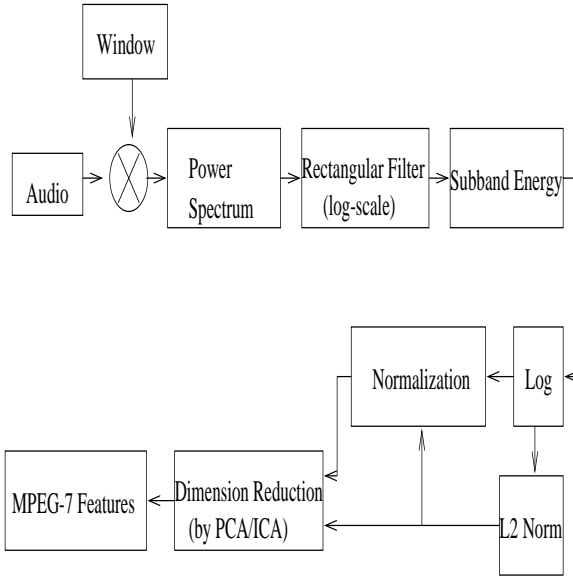 Window
Audio
Power
Spectrum
Rectangular Filter
(log-scale)
Subband Energy
Normalization
Log
MPEG-7 Features
Dimension Reduction
(by PCA/ICA)
L2 Norm